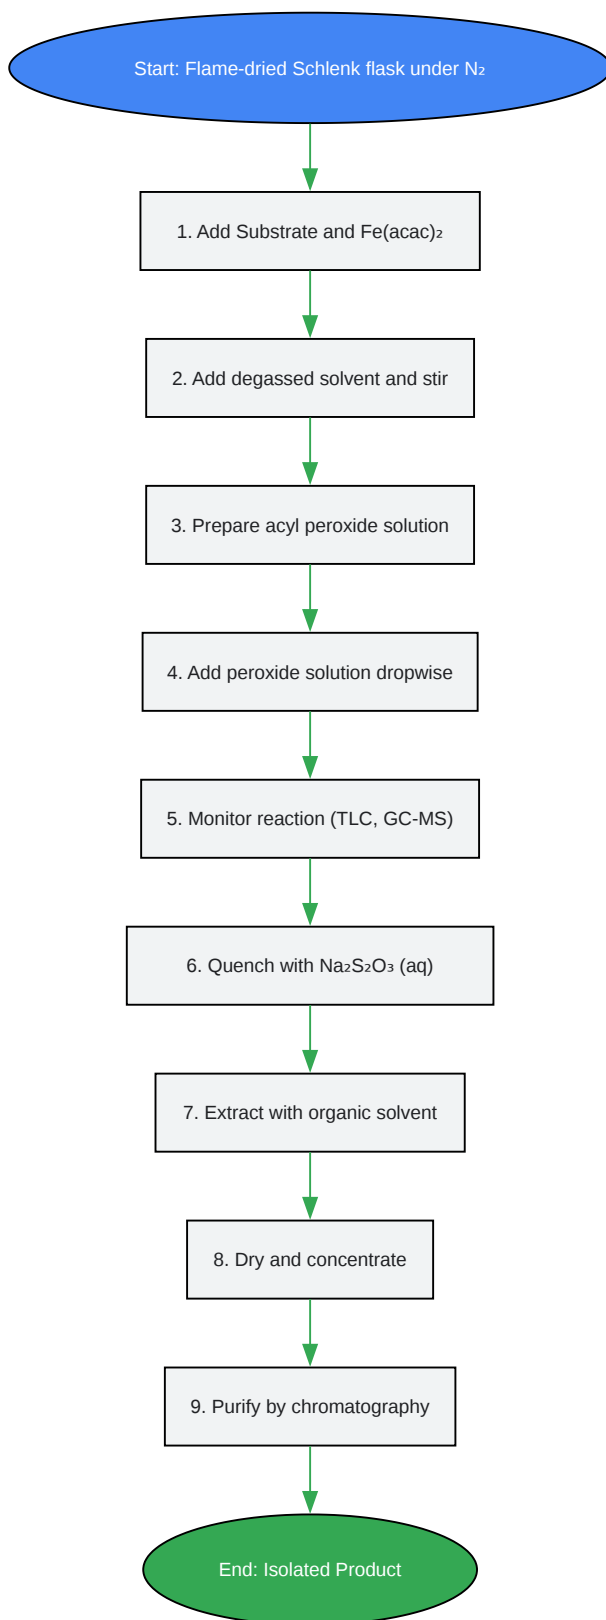 Start: Flame-dried Schlenk flask under N₂
1. Add Substrate and Fe(acac)₂
2. Add degassed solvent and stir
3. Prepare acyl peroxide solution
4. Add peroxide solution dropwise
5. Monitor reaction (TLC, GC-MS)
6. Quench with Na₂S₂O₃ (aq)
7. Extract with organic solvent
8. Dry and concentrate
9. Purify by chromatography
End: Isolated Product